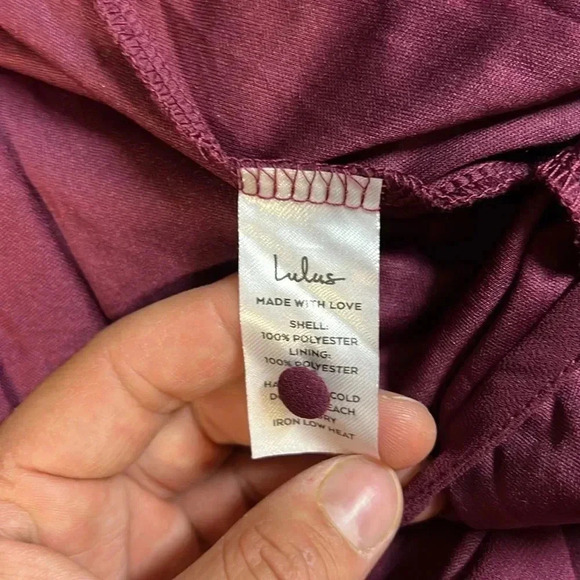 Lulus
MADE WITH LOVE
SHELL:
100% POLYESTER
LINING:
100% POLYESTER
COLD
IRON LOW HEAT